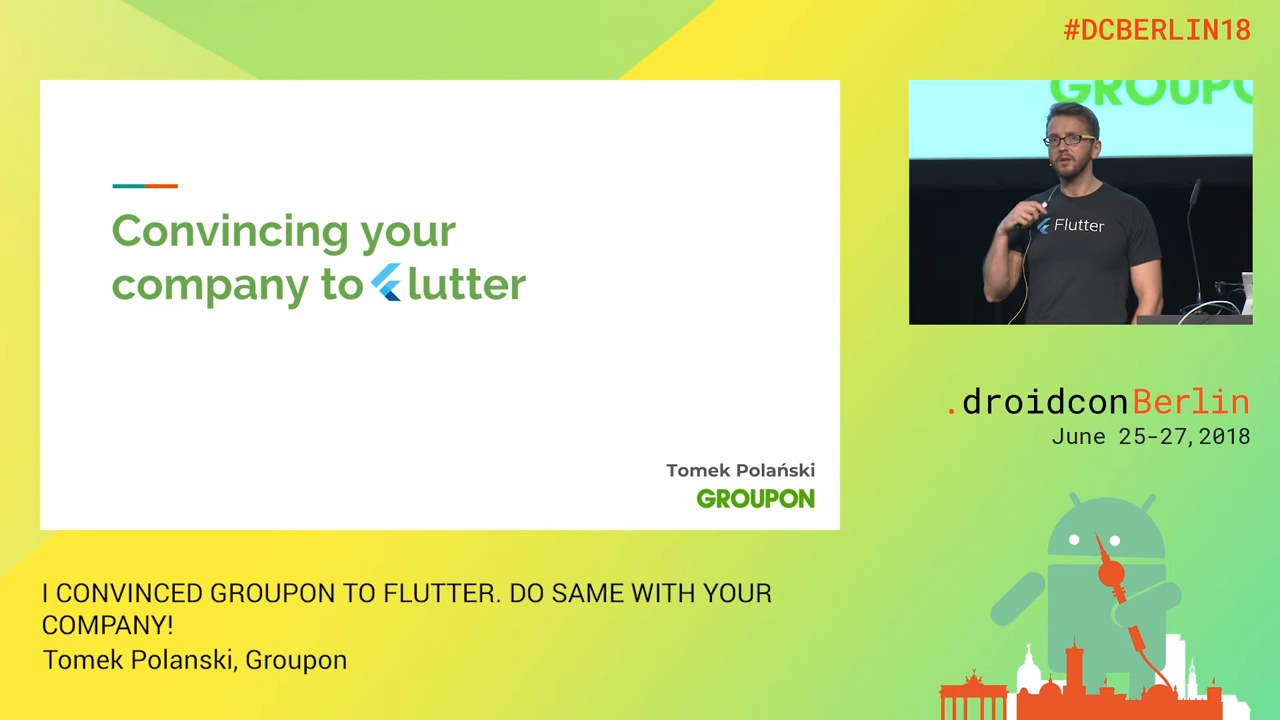 #DCBERLIN18
GROUPO
Flutter
Convincing your
company to Flutter
Tomek Polański
GROUPON
.droidconBerlin
June 25-27, 2018
I CONVINCED GROUPON TO FLUTTER. DO SAME WITH YOUR
COMPANY!
Tomek Polanski, Groupon